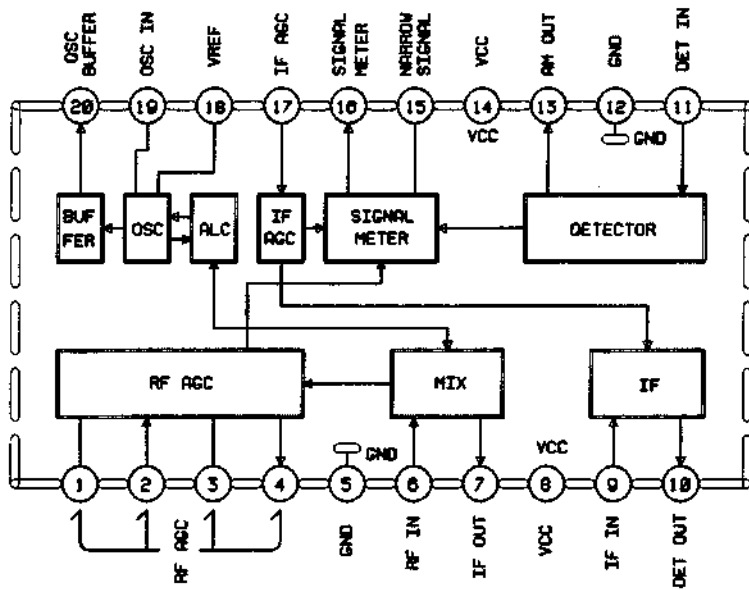 OSC
BUFFER
OSC IN
VREF
IF AGC
SIGNAL
METER
NARROW
SIGNAL
VCC
AM OUT
GND
DET IN
20
19
18
17
16
15
14
13
12
11
VCC
GND
BUF
FER
OSC
ALC
IF
AGC
SIGNAL
METER
DETECTOR
RF AGC
MIX
IF
GND
VCC
1
2
3
4
5
6
7
8
9
10
RF AGC
GND
RF IN
IF OUT
VCC
IF IN
DET OUT